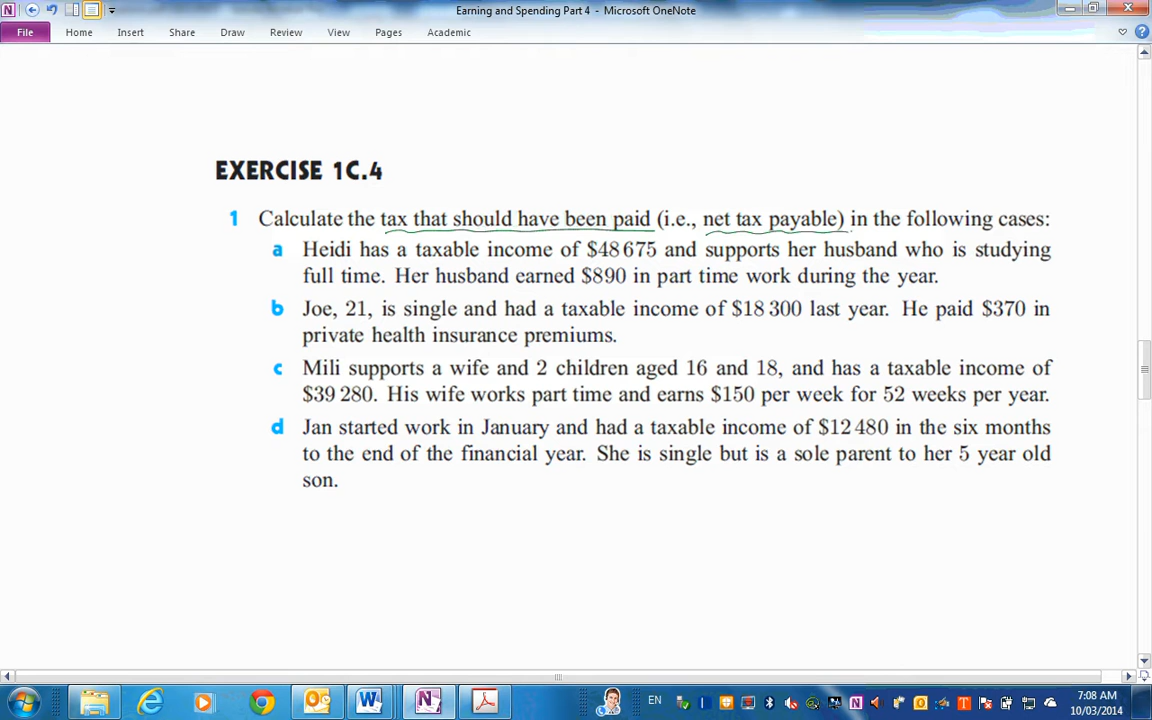 Earning and Spending Part 4 - Microsoft OneNote
File Home Insert Share Draw Review View Pages Academic
EXERCISE 1C.4
1 Calculate the tax that should have been paid (i.e., net tax payable) in the following cases:
a Heidi has a taxable income of $48 675 and supports her husband who is studying
full time. Her husband earned $890 in part time work during the year.
b Joe, 21, is single and had a taxable income of $18 300 last year. He paid $370 in
private health insurance premiums.
c Mili supports a wife and 2 children aged 16 and 18, and has a taxable income of
$39 280. His wife works part time and earns $150 per week for 52 weeks per year.
d Jan started work in January and had a taxable income of $12 480 in the six months
to the end of the financial year. She is single but is a sole parent to her 5 year old
son.
EN
7:08 AM
10/03/2014